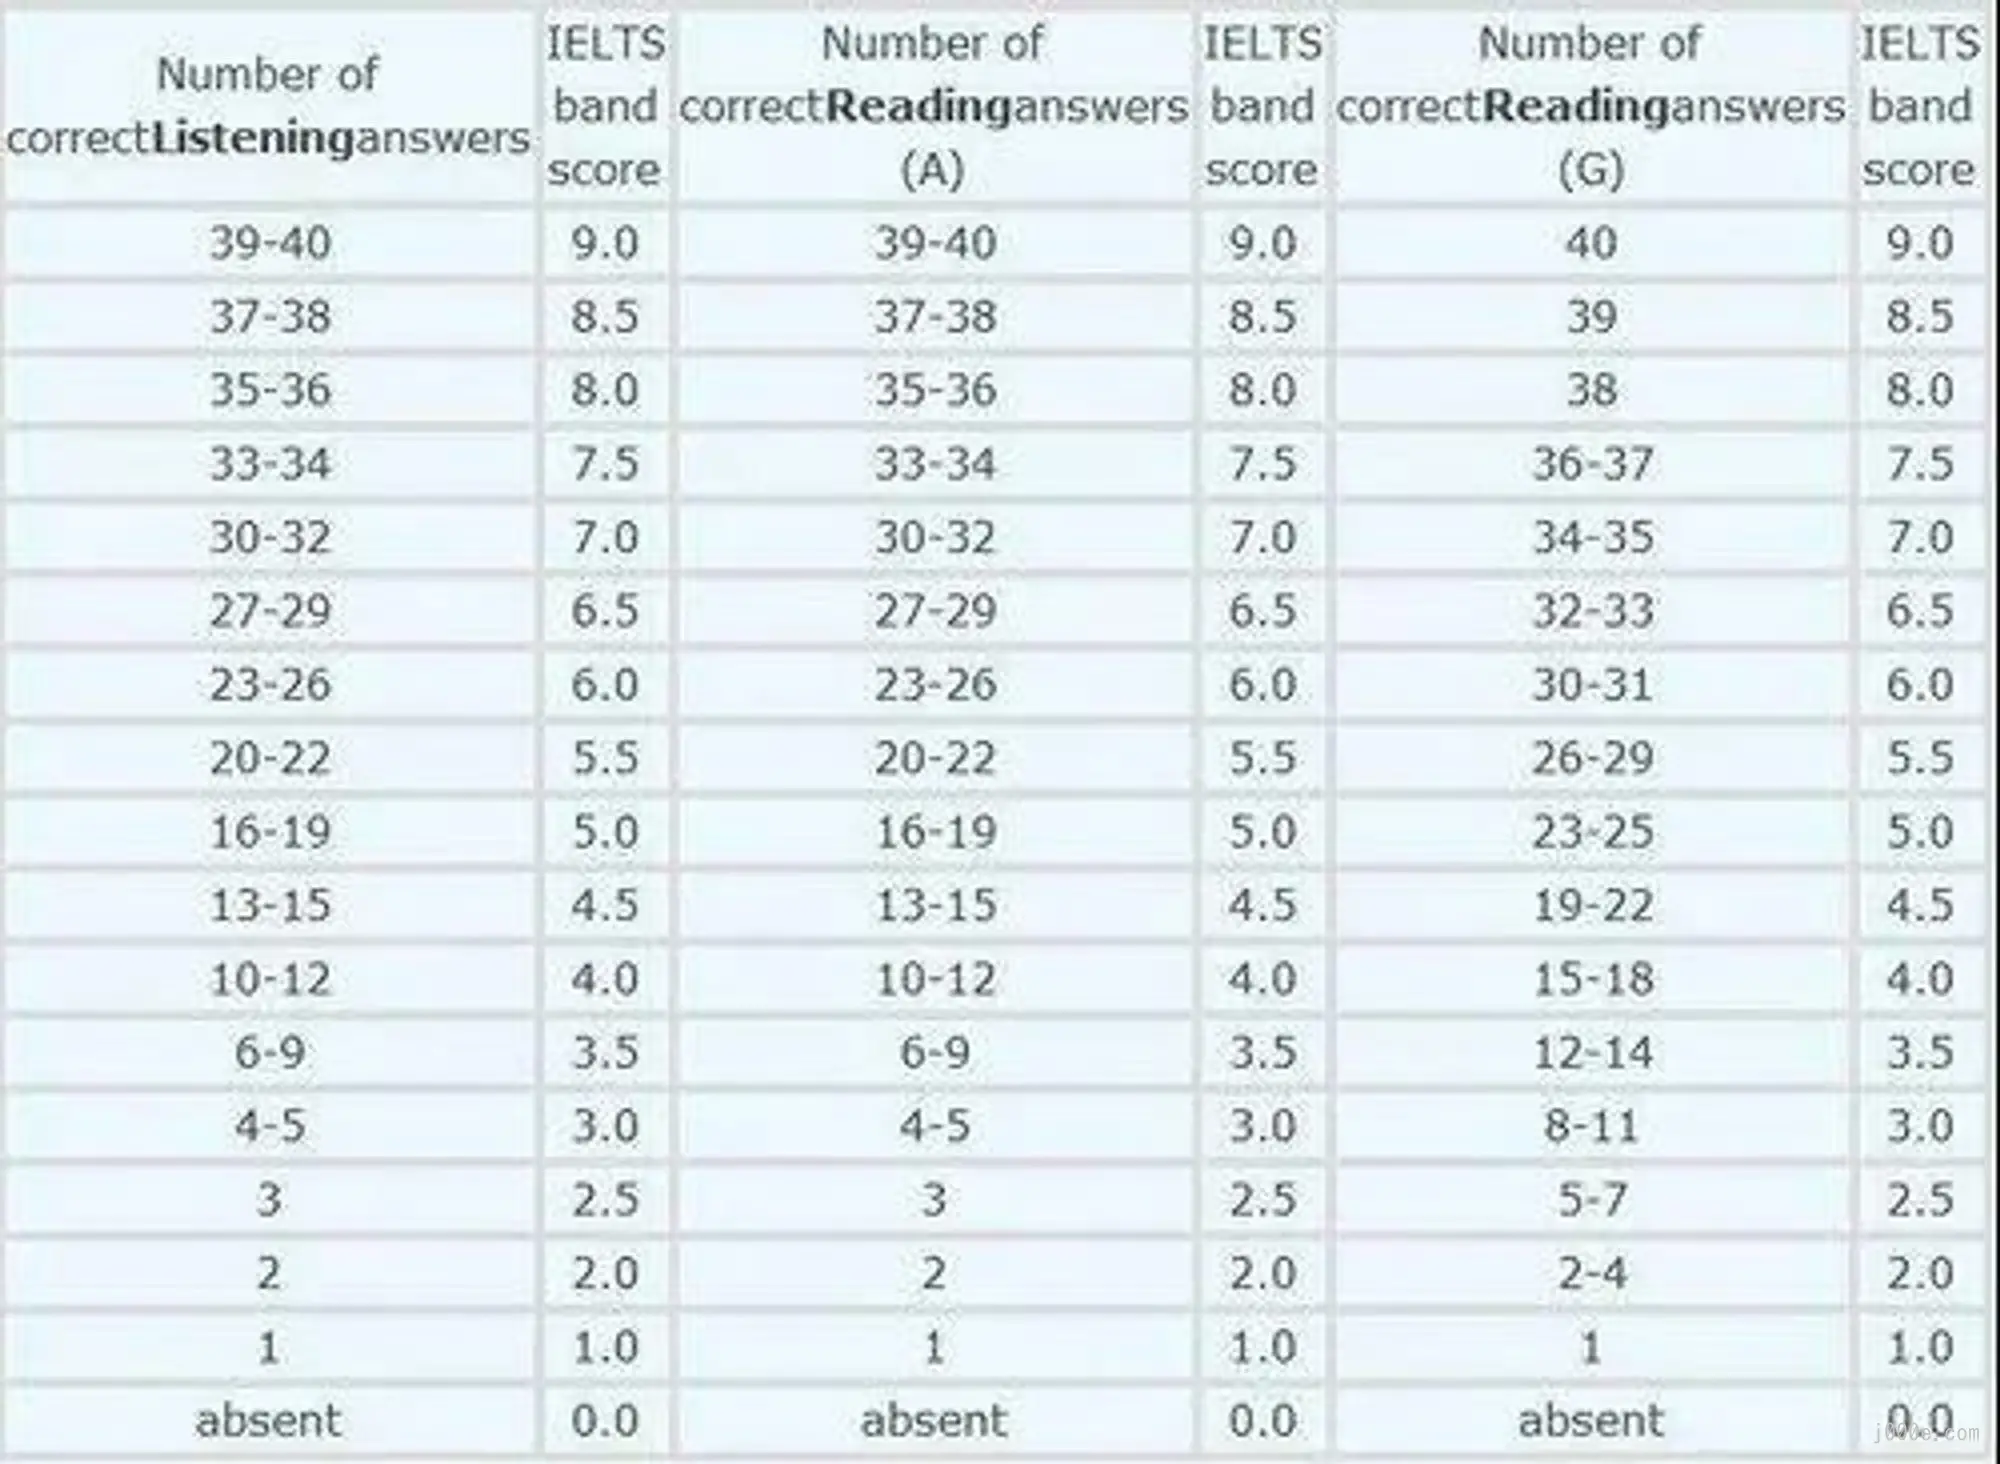 Number of correctListeninganswers IELTS band score Number of correctReadinganswers (A) IELTS band score Number of correctReadinganswers (G) IELTS band score
39-40 9.0 39-40 9.0 40 9.0
37-38 8.5 37-38 8.5 39 8.5
35-36 8.0 35-36 8.0 38 8.0
33-34 7.5 33-34 7.5 36-37 7.5
30-32 7.0 30-32 7.0 34-35 7.0
27-29 6.5 27-29 6.5 32-33 6.5
23-26 6.0 23-26 6.0 30-31 6.0
20-22 5.5 20-22 5.5 26-29 5.5
16-19 5.0 16-19 5.0 23-25 5.0
13-15 4.5 13-15 4.5 19-22 4.5
10-12 4.0 10-12 4.0 15-18 4.0
6-9 3.5 6-9 3.5 12-14 3.5
4-5 3.0 4-5 3.0 8-11 3.0
3 2.5 3 2.5 5-7 2.5
2 2.0 2 2.0 2-4 2.0
1 1.0 1 1.0 1 1.0
absent 0.0 absent 0.0 absent 0.0
j000e.com